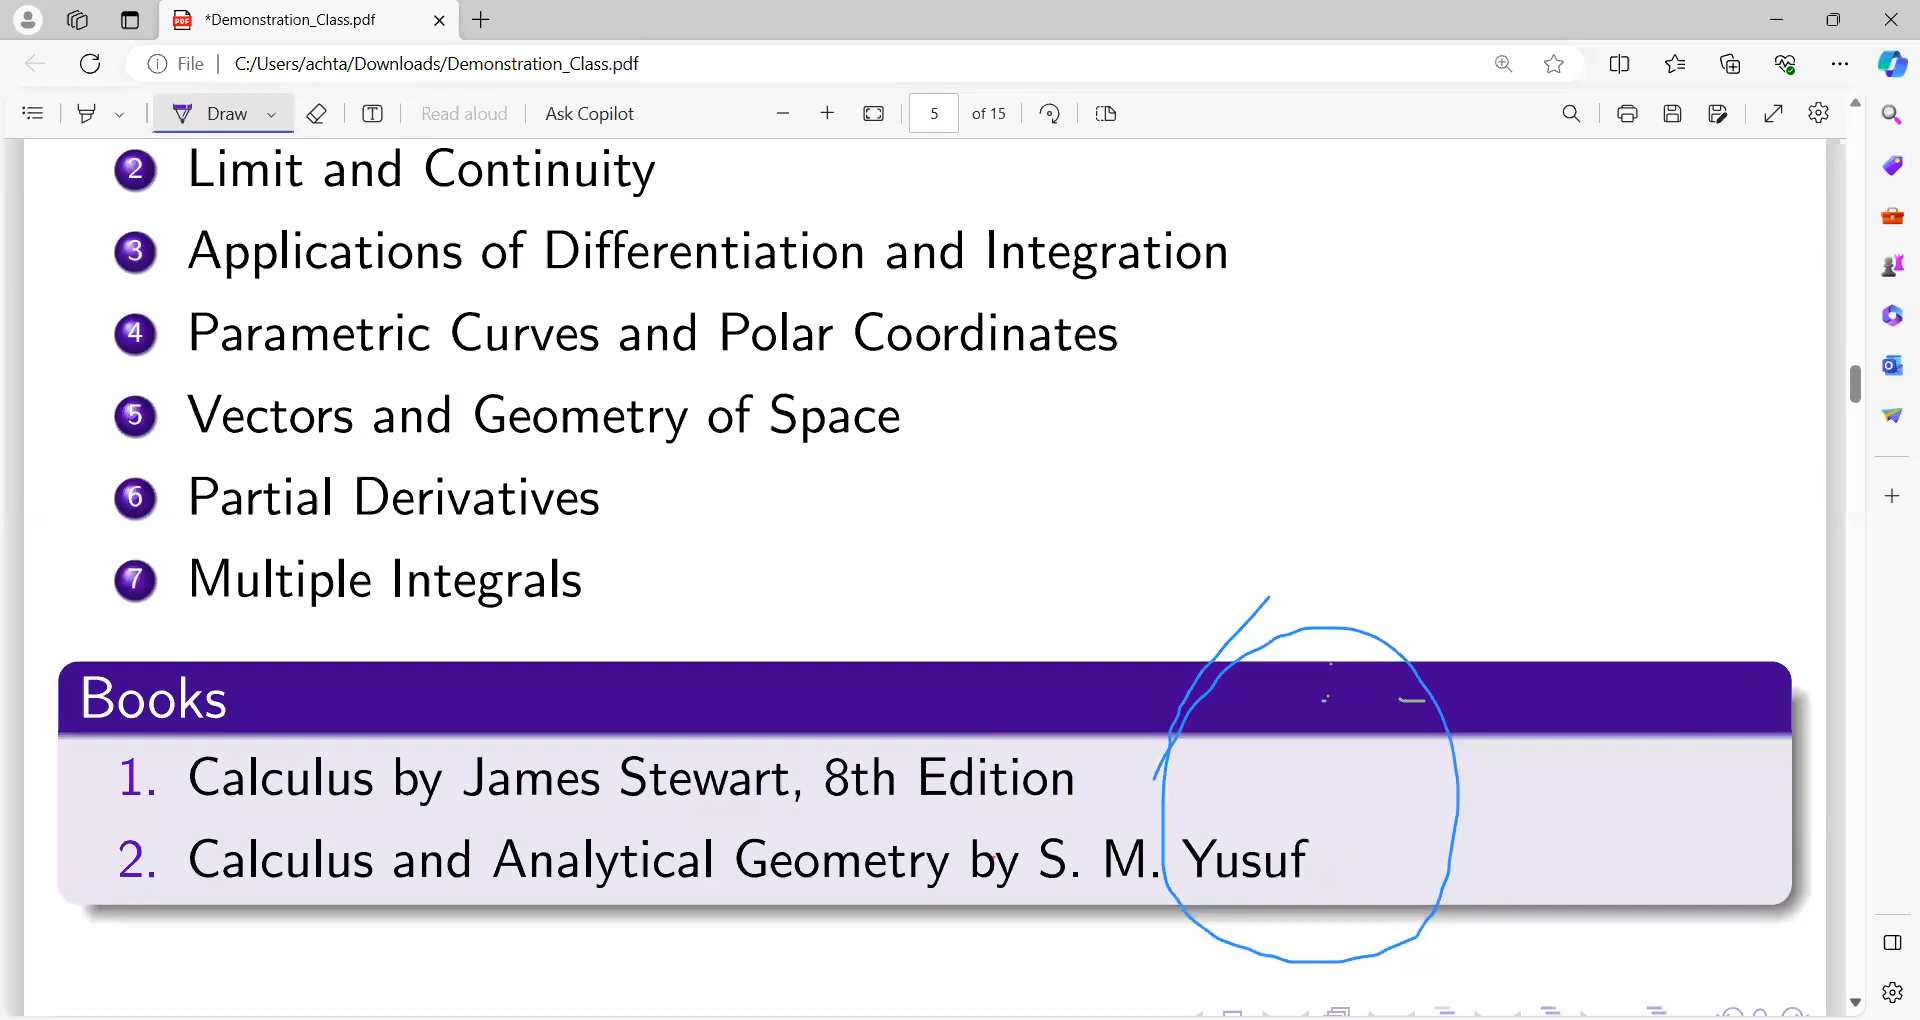 *Demonstration_Class.pdf
File | C:/Users/achta/Downloads/Demonstration_Class.pdf
Draw Read aloud Ask Copilot 5 of 15
2 Limit and Continuity
3 Applications of Differentiation and Integration
4 Parametric Curves and Polar Coordinates
5 Vectors and Geometry of Space
6 Partial Derivatives
7 Multiple Integrals
Books
1. Calculus by James Stewart, 8th Edition
2. Calculus and Analytical Geometry by S. M. Yusuf